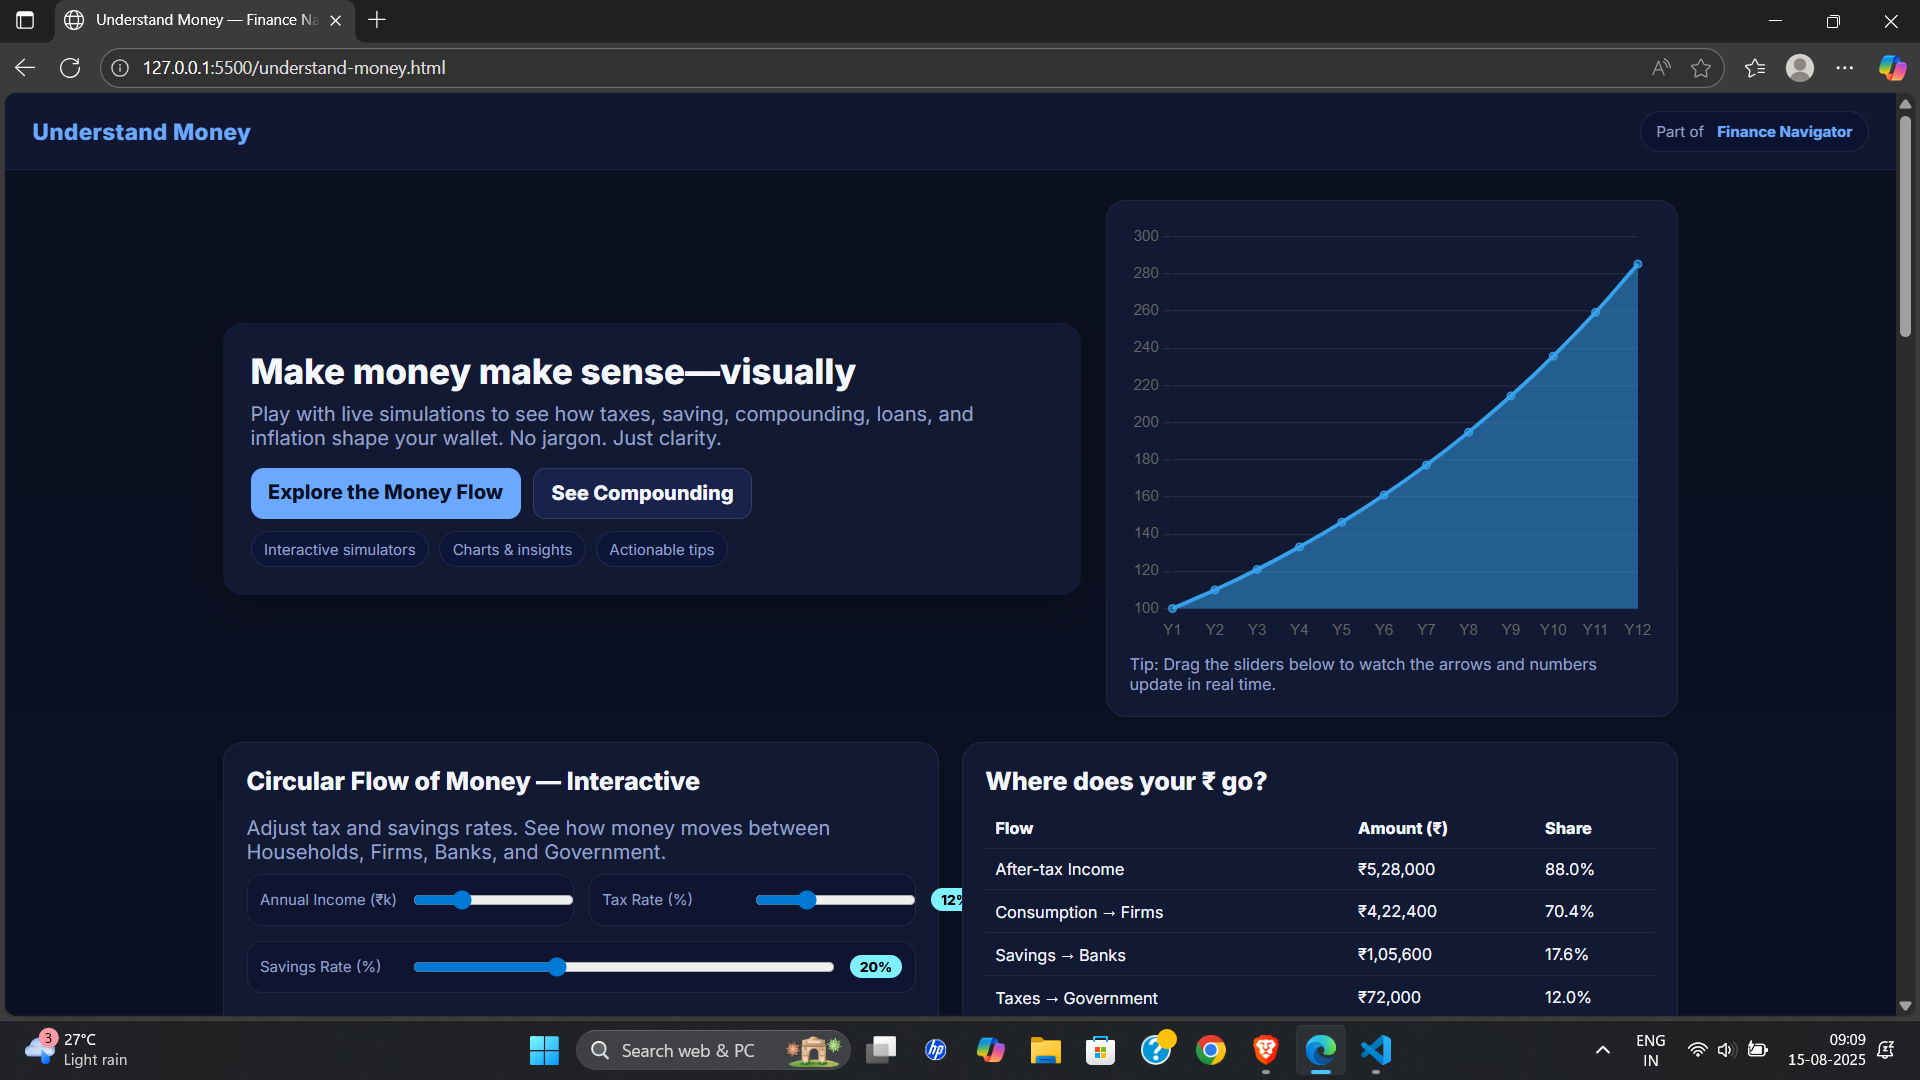 Understand Money — Finance Na
127.0.0.1:5500/understand-money.html
Understand Money
Part of Finance Navigator
Make money make sense—visually
Play with live simulations to see how taxes, saving, compounding, loans, and
inflation shape your wallet. No jargon. Just clarity.
Explore the Money Flow
See Compounding
Interactive simulators
Charts & insights
Actionable tips
300
280
260
240
220
200
180
160
140
120
100
Y1 Y2 Y3 Y4 Y5 Y6 Y7 Y8 Y9 Y10 Y11 Y12
Tip: Drag the sliders below to watch the arrows and numbers
update in real time.
Circular Flow of Money — Interactive
Adjust tax and savings rates. See how money moves between
Households, Firms, Banks, and Government.
Annual Income (₹k)
Tax Rate (%)
12%
Savings Rate (%)
20%
Where does your ₹ go?
Flow Amount (₹) Share
After-tax Income ₹5,28,000 88.0%
Consumption → Firms ₹4,22,400 70.4%
Savings → Banks ₹1,05,600 17.6%
Taxes → Government ₹72,000 12.0%
3
27°C
Light rain
Search web & PC
hp
ENG
IN
09:09
15-08-2025